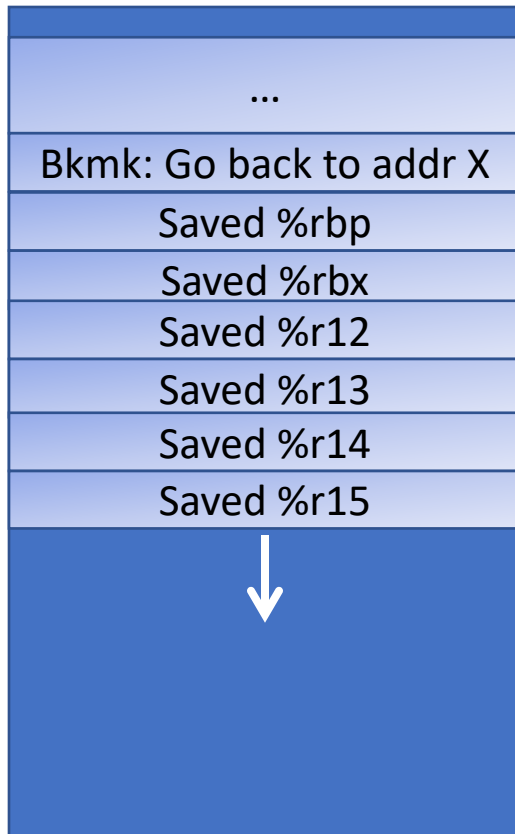 ...
Bkmk: Go back to addr X
Saved %rbp
Saved %rbx
Saved %r12
Saved %r13
Saved %r14
Saved %r15